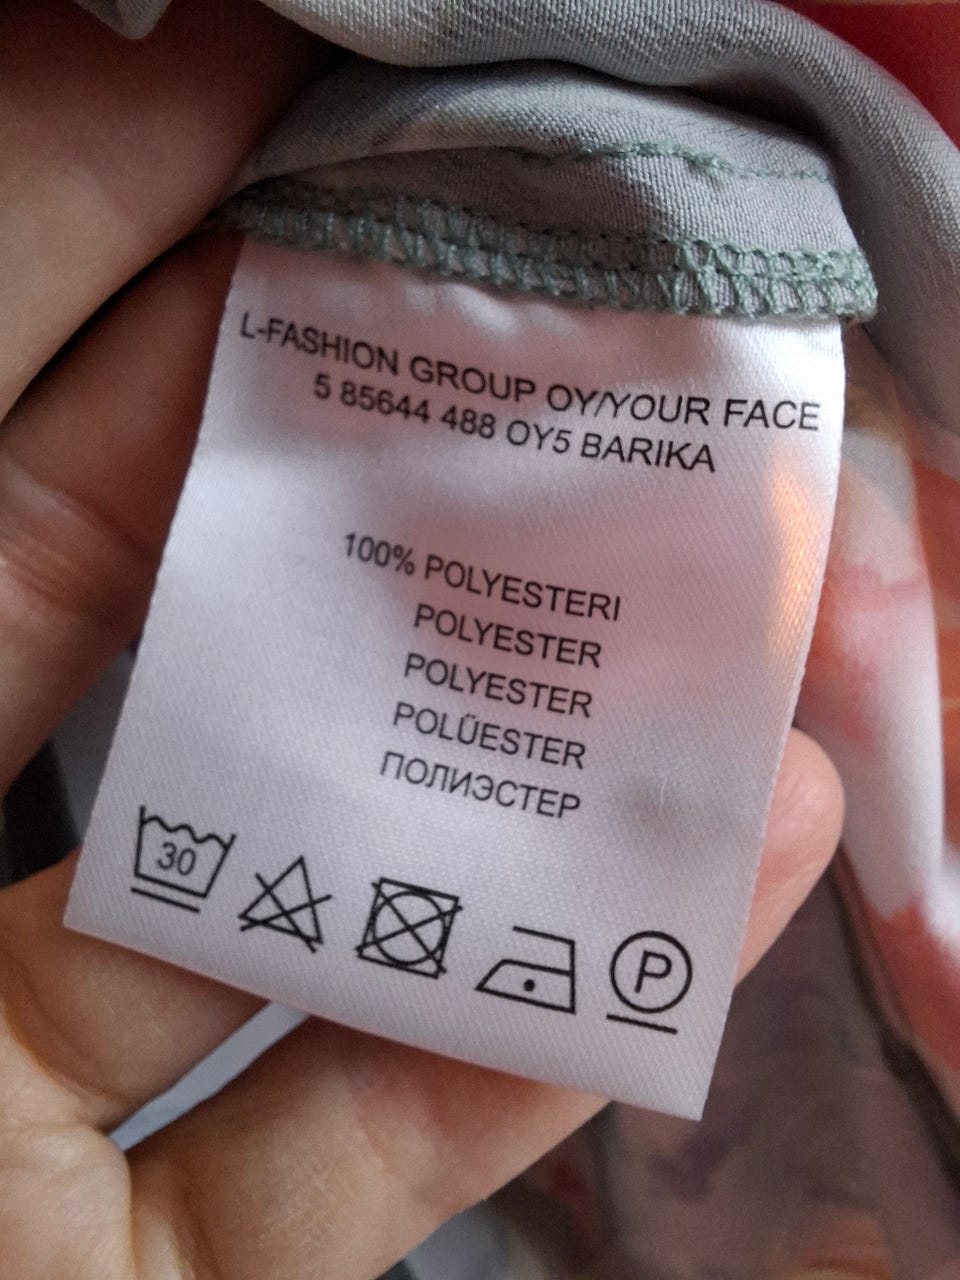 L-FASHION GROUP OY/YOUR FACE
5 85644 488 OY5 BARIKA
100% POLYESTERI
POLYESTER
POLYESTER
POLÜESTER
ПОЛИЭСТЕР
30 P